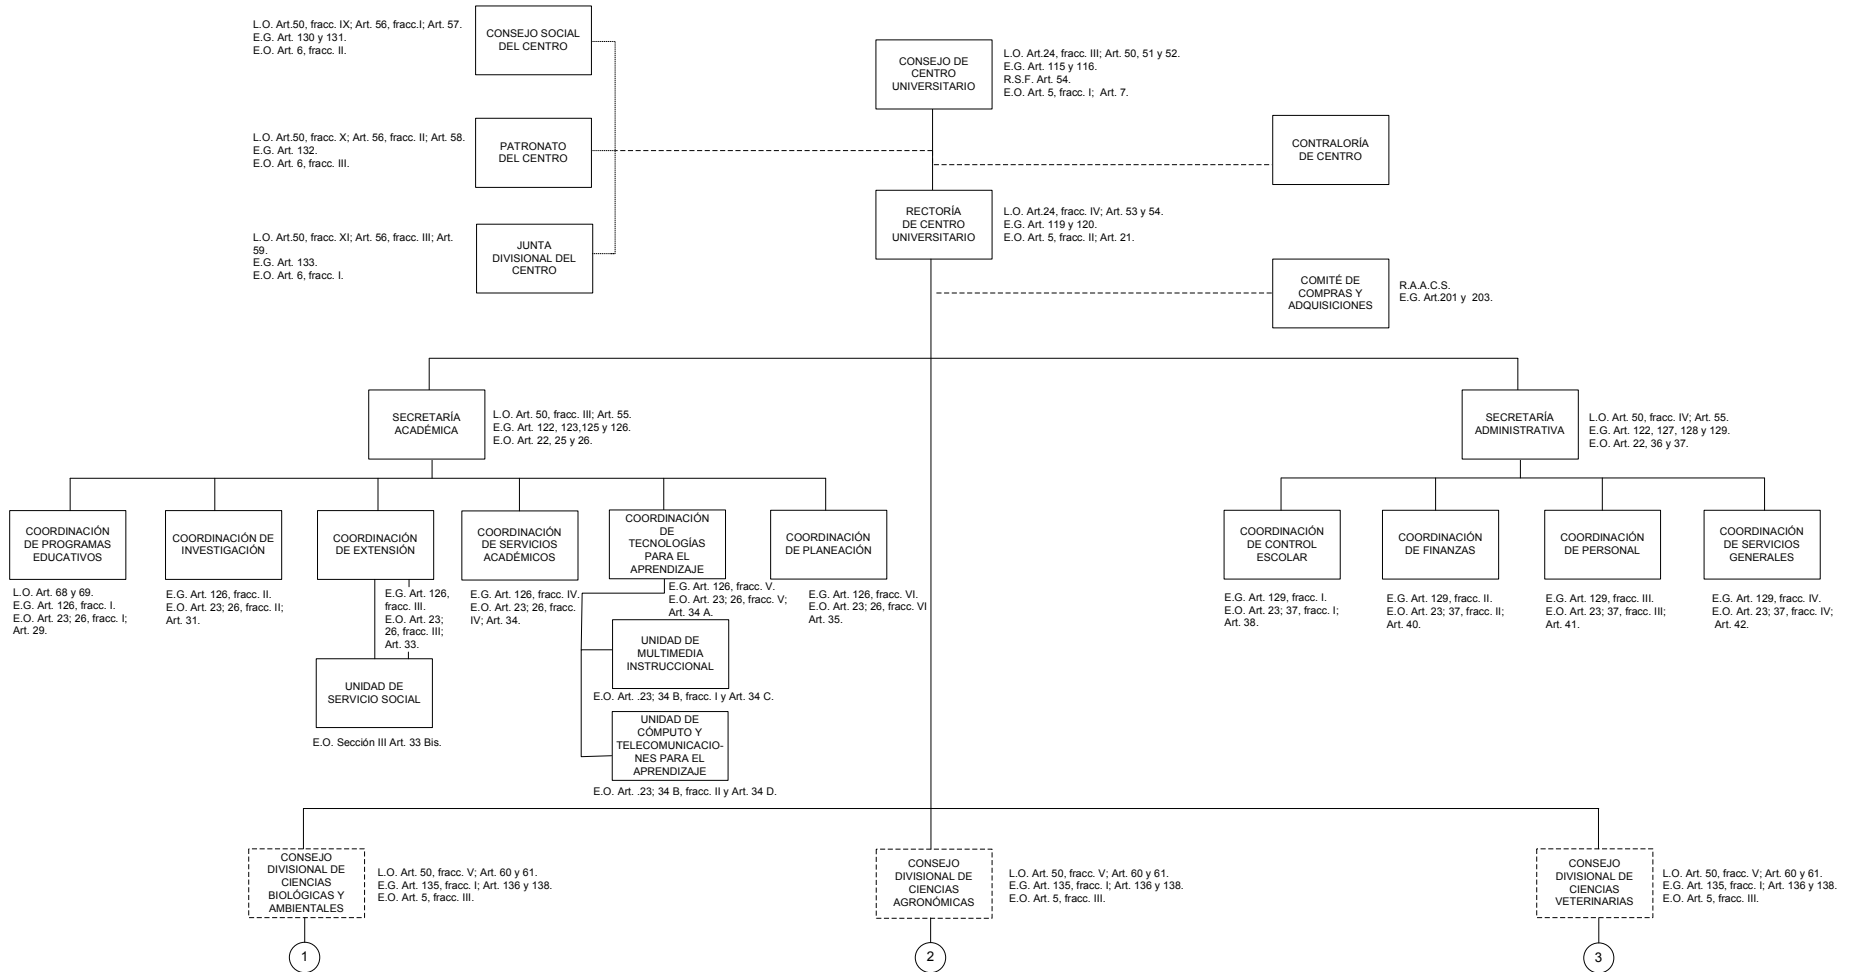 L.O. Art.50, fracc. IX; Art. 56, fracc.I; Art. 57.
E.G. Art. 130 y 131.
E.O. Art. 6, fracc. II.
CONSEJO SOCIAL
DEL CENTRO
CONSEJO DE
CENTRO
UNIVERSITARIO
L.O. Art.24, fracc. III; Art. 50, 51 y 52.
E.G. Art. 115 y 116.
R.S.F. Art. 54.
E.O. Art. 5, fracc. I;  Art. 7.
L.O. Art.50, fracc. X; Art. 56, fracc. II; Art. 58.
E.G. Art. 132.
E.O. Art. 6, fracc. III.
PATRONATO
DEL CENTRO
CONTRALORÍA
DE CENTRO
RECTORÍA
DE CENTRO
UNIVERSITARIO
L.O. Art.24, fracc. IV; Art. 53 y 54.
E.G. Art. 119 y 120.
E.O. Art. 5, fracc. II; Art. 21.
L.O. Art.50, fracc. XI; Art. 56, fracc. III; Art.
59.
E.G. Art. 133.
E.O. Art. 6, fracc. I.
JUNTA
DIVISIONAL DEL
CENTRO
COMITÉ DE
COMPRAS Y
ADQUISICIONES
R.A.A.C.S.
E.G. Art.201 y  203.
SECRETARÍA
ACADÉMICA
L.O. Art. 50, fracc. III; Art. 55.
E.G. Art. 122, 123,125 y 126.
E.O. Art. 22, 25 y 26.
SECRETARÍA
ADMINISTRATIVA
L.O. Art. 50, fracc. IV; Art. 55.
E.G. Art. 122, 127, 128 y 129.
E.O. Art. 22, 36 y 37.
COORDINACIÓN
DE PROGRAMAS
EDUCATIVOS
L.O. Art. 68 y 69.
E.G. Art. 126, fracc. I.
E.O. Art. 23; 26, fracc. I;
Art. 29.
COORDINACIÓN DE
INVESTIGACIÓN
E.G. Art. 126, fracc. II.
E.O. Art. 23; 26, fracc. II;
Art. 31.
COORDINACIÓN
DE EXTENSIÓN
E.G. Art. 126,
fracc. III.
E.O. Art. 23;
26, fracc. III;
Art. 33.
UNIDAD DE
SERVICIO SOCIAL
E.O. Sección III Art. 33 Bis.
COORDINACIÓN
DE SERVICIOS
ACADÉMICOS
E.G. Art. 126, fracc. IV.
E.O. Art. 23; 26, fracc.
IV; Art. 34.
COORDINACIÓN
DE
TECNOLOGÍAS
PARA EL
APRENDIZAJE
E.G. Art. 126, fracc. V.
E.O. Art. 23; 26, fracc. V;
Art. 34 A.
UNIDAD DE
MULTIMEDIA
INSTRUCCIONAL
E.O. Art. .23; 34 B, fracc. I y Art. 34 C.
UNIDAD DE
CÓMPUTO Y
TELECOMUNICACIO-
NES PARA EL
APRENDIZAJE
E.O. Art. .23; 34 B, fracc. II y Art. 34 D.
COORDINACIÓN
DE PLANEACIÓN
E.G. Art. 126, fracc. VI.
E.O. Art. 23; 26, fracc. VI
Art. 35.
COORDINACIÓN
DE CONTROL
ESCOLAR
E.G. Art. 129, fracc. I.
E.O. Art. 23; 37, fracc. I;
Art. 38.
COORDINACIÓN
DE FINANZAS
E.G. Art. 129, fracc. II.
E.O. Art. 23; 37, fracc. II;
Art. 40.
COORDINACIÓN
DE PERSONAL
E.G. Art. 129, fracc. III.
E.O. Art. 23; 37, fracc. III;
Art. 41.
COORDINACIÓN
DE SERVICIOS
GENERALES
E.G. Art. 129, fracc. IV.
E.O. Art. 23; 37, fracc. IV;
Art. 42.
CONSEJO
DIVISIONAL DE
CIENCIAS
BIOLÓGICAS Y
AMBIENTALES
L.O. Art. 50, fracc. V; Art. 60 y 61.
E.G. Art. 135, fracc. I; Art. 136 y 138.
E.O. Art. 5, fracc. III.
1
CONSEJO
DIVISIONAL DE
CIENCIAS
AGRONÓMICAS
L.O. Art. 50, fracc. V; Art. 60 y 61.
E.G. Art. 135, fracc. I; Art. 136 y 138.
E.O. Art. 5, fracc. III.
2
CONSEJO
DIVISIONAL DE
CIENCIAS
VETERINARIAS
L.O. Art. 50, fracc. V; Art. 60 y 61.
E.G. Art. 135, fracc. I; Art. 136 y 138.
E.O. Art. 5, fracc. III.
3